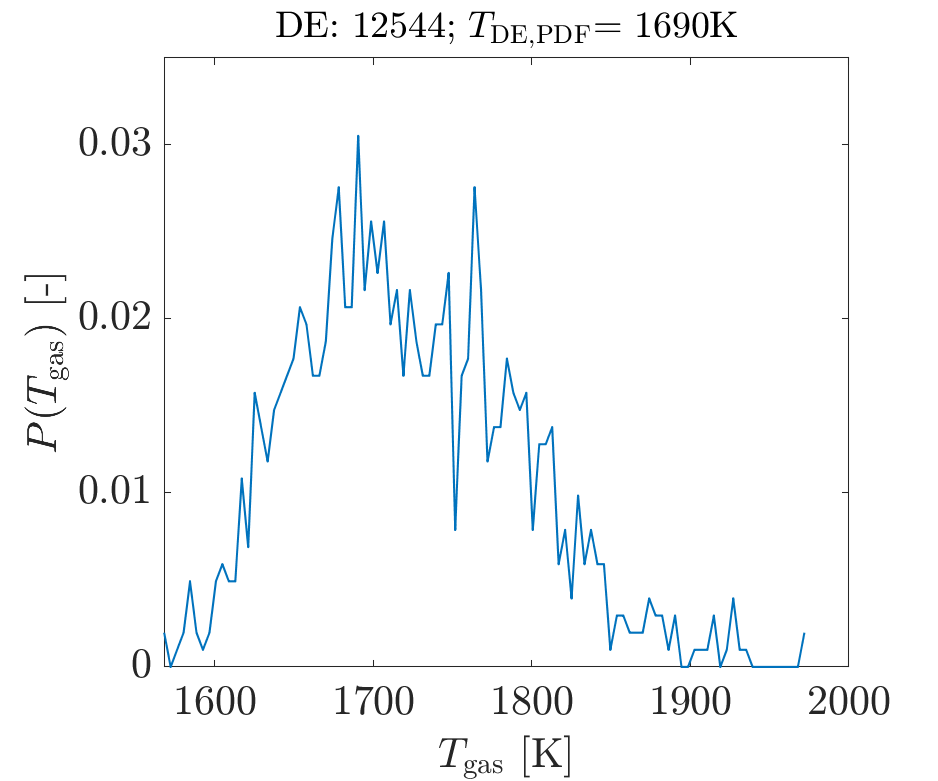 DE: 12544; T_DE,PDF= 1690K
0.03
0.02
0.01
0
P(T_gas) [-]
1600 1700 1800 1900 2000
T_gas [K]